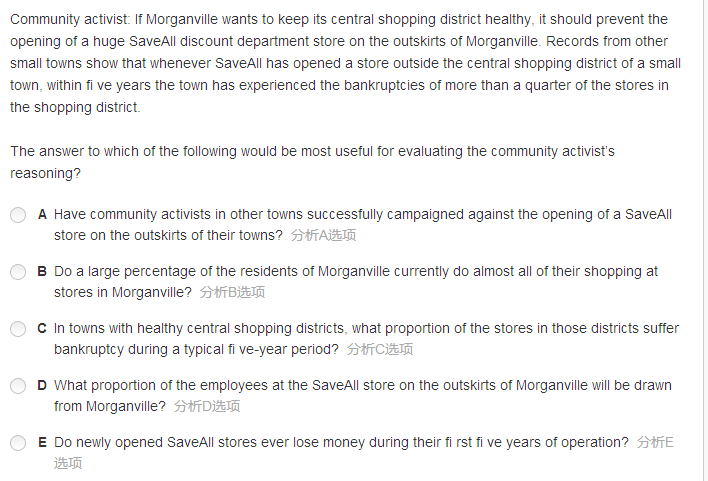 Community activist: If Morganville wants to keep its central shopping district healthy, it should prevent the
opening of a huge SaveAll discount department store on the outskirts of Morganville. Records from other
small towns show that whenever SaveAll has opened a store outside the central shopping district of a small
town, within fi ve years the town has experienced the bankruptcies of more than a quarter of the stores in
the shopping district.
The answer to which of the following would be most useful for evaluating the community activist's
reasoning?
A Have community activists in other towns successfully campaigned against the opening of a SaveAll
store on the outskirts of their towns? 分析A选项
B Do a large percentage of the residents of Morganville currently do almost all of their shopping at
stores in Morganville? 分析B选项
C In towns with healthy central shopping districts, what proportion of the stores in those districts suffer
bankruptcy during a typical fi ve-year period? 分析C选项
D What proportion of the employees at the SaveAll store on the outskirts of Morganville will be drawn
from Morganville? 分析D选项
E Do newly opened SaveAll stores ever lose money during their fi rst fi ve years of operation? 分析E
选项